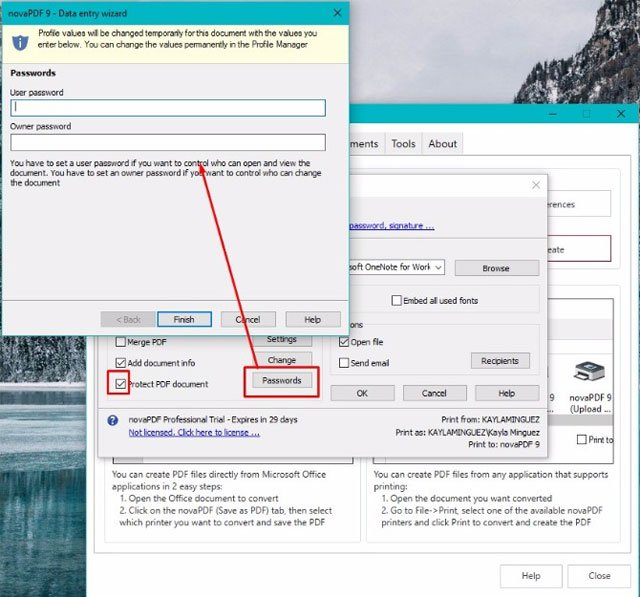 novaPDF 9 - Data entry wizard
Profile values will be changed temporarily for this document with the values you
enter below. You can change the values permanently in the Profile Manager
Passwords
User password
Owner password
You have to set a user password if you want to control who can open and view the
document. You have to set an owner password if you want to control who can change
the document
< Back
Finish
Cancel
Help
ments
Tools
About
erences
password, signature ...
eate
soft OneNote for Work
Browse
Embed all used fonts
ons
Merge PDF
Settings
Open file
Add document info
Change
Send email
Recipients
Protect PDF document
Passwords
OK
Cancel
Help
novaPDF 9
(Upload ...
novaPDF Professional Trial - Expires in 29 days
Not licensed. Click here to license ...
Print from: KAYLAMINGUEZ
Print as: KAYLAMINGUEZ\Kayla Minguez
Print to: novaPDF 9
Print to
You can create PDF files directly from Microsoft Office
applications in 2 easy steps:
1. Open the Office document to convert
2. Click on the novaPDF (Save as PDF) tab, then select
which printer you want to convert and save the PDF
You can create PDF files from any application that supports
printing:
1. Open the document you want converted
2. Go to File->Print, select one of the available novaPDF
printers and click Print to convert and create the PDF
Help
Close